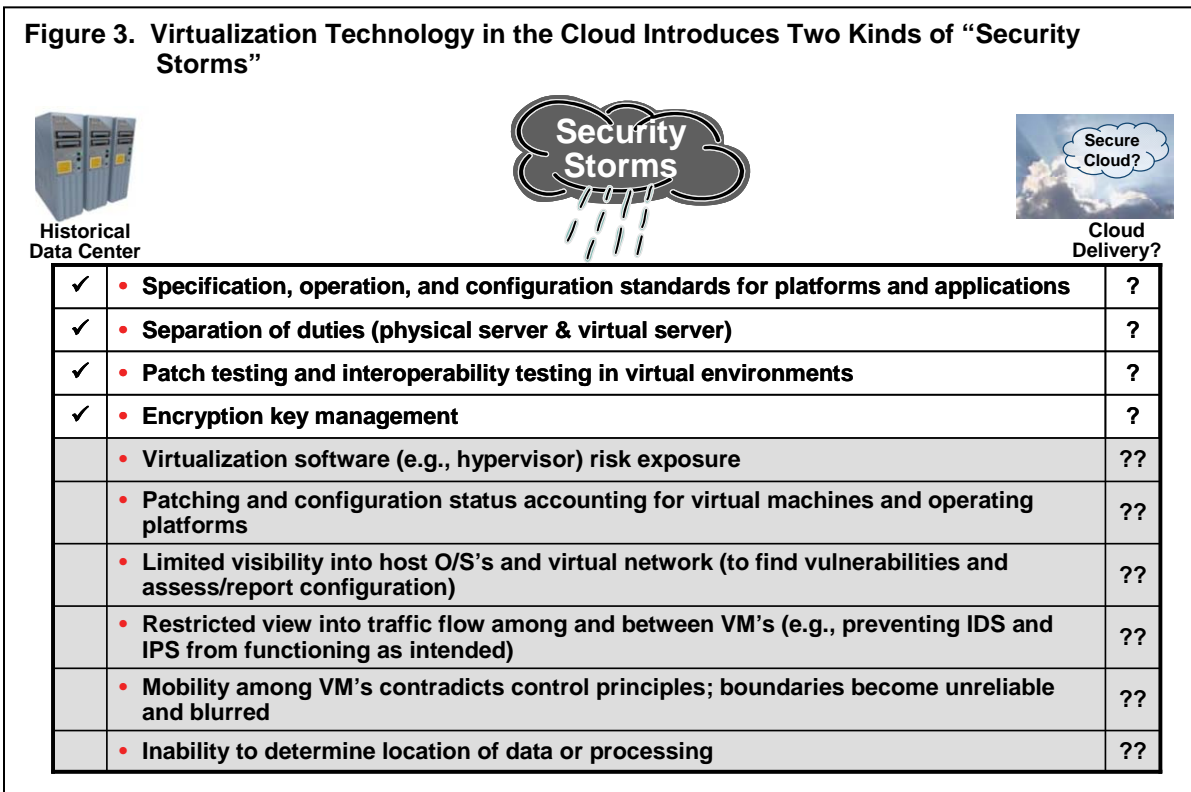 Figure 3. Virtualization Technology in the Cloud Introduces Two Kinds of “Security
Storms”
Security
Storms
Secure
Cloud?
Historical
Data Center
Cloud
Delivery?
✓ • Specification, operation, and configuration standards for platforms and applications ?
✓ • Separation of duties (physical server & virtual server) ?
✓ • Patch testing and interoperability testing in virtual environments ?
✓ • Encryption key management ?
• Virtualization software (e.g., hypervisor) risk exposure ??
• Patching and configuration status accounting for virtual machines and operating
platforms ??
• Limited visibility into host O/S’s and virtual network (to find vulnerabilities and
assess/report configuration) ??
• Restricted view into traffic flow among and between VM’s (e.g., preventing IDS and
IPS from functioning as intended) ??
• Mobility among VM’s contradicts control principles; boundaries become unreliable
and blurred ??
• Inability to determine location of data or processing ??